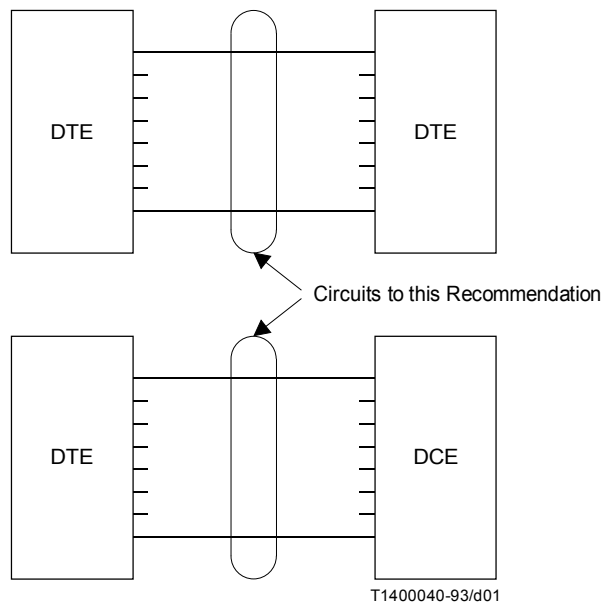 DTE
DTE
Circuits to this Recommendation
DTE
DCE
T1400040-93/d01